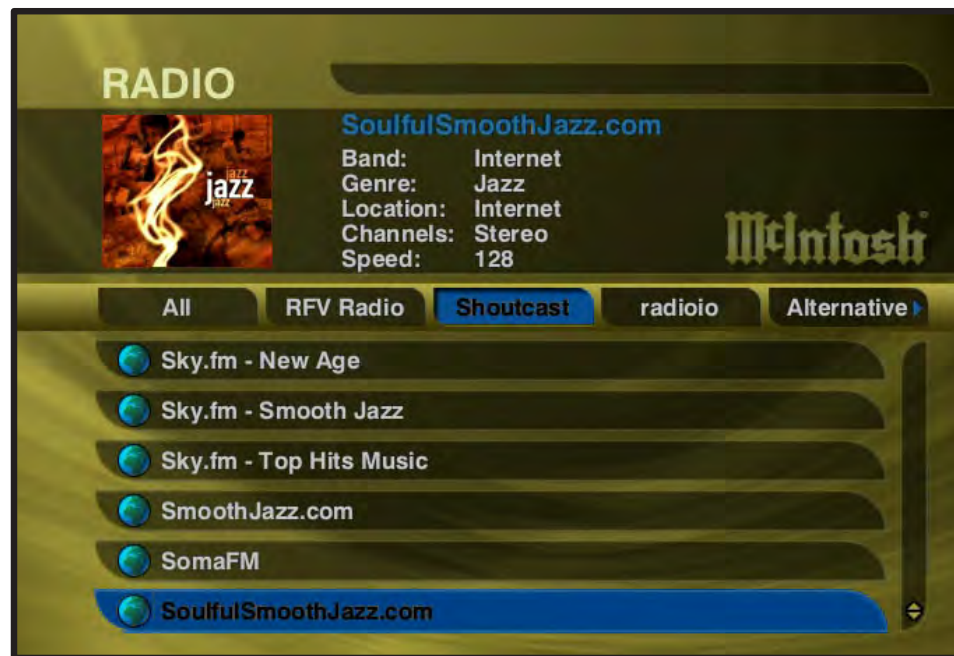 RADIO
jazz
jazz
jazz
SoulfulSmoothJazz.com
Band: Internet
Genre: Jazz
Location: Internet
Channels: Stereo
Speed: 128
McIntosh
All RFV Radio Shoutcast radioio Alternative
Sky.fm - New Age
Sky.fm - Smooth Jazz
Sky.fm - Top Hits Music
SmoothJazz.com
SomaFM
SoulfulSmoothJazz.com